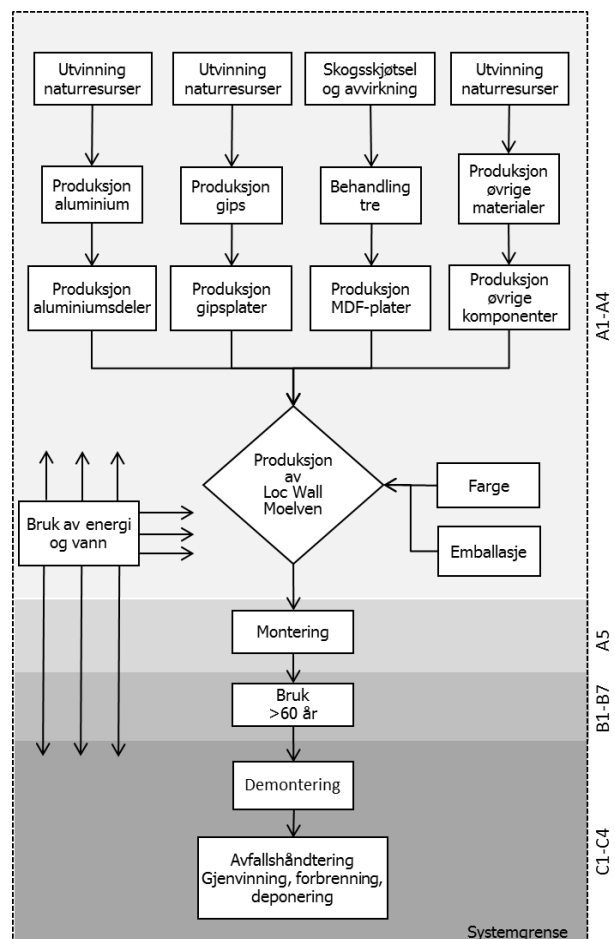 Utvinning
naturresurser
Utvinning
naturresurser
Skogsskjøtsel
og avvirkning
Utvinning
naturresurser
Produksjon
aluminium
Produksjon
gips
Behandling
tre
Produksjon
øvrige
materialer
Produksjon
aluminiumsdeler
Produksjon
gipsplater
Produksjon
MDF-plater
Produksjon
øvrige
komponenter
A1-A4
Produksjon
av
Loc Wall
Moelven
Farge
Emballasje
Bruk av energi
og vann
Montering
A5
Bruk
>60 år
B1-B7
Demontering
Avfallshåndtering
Gjenvinning, forbrenning,
deponering
C1-C4
Systemgrense